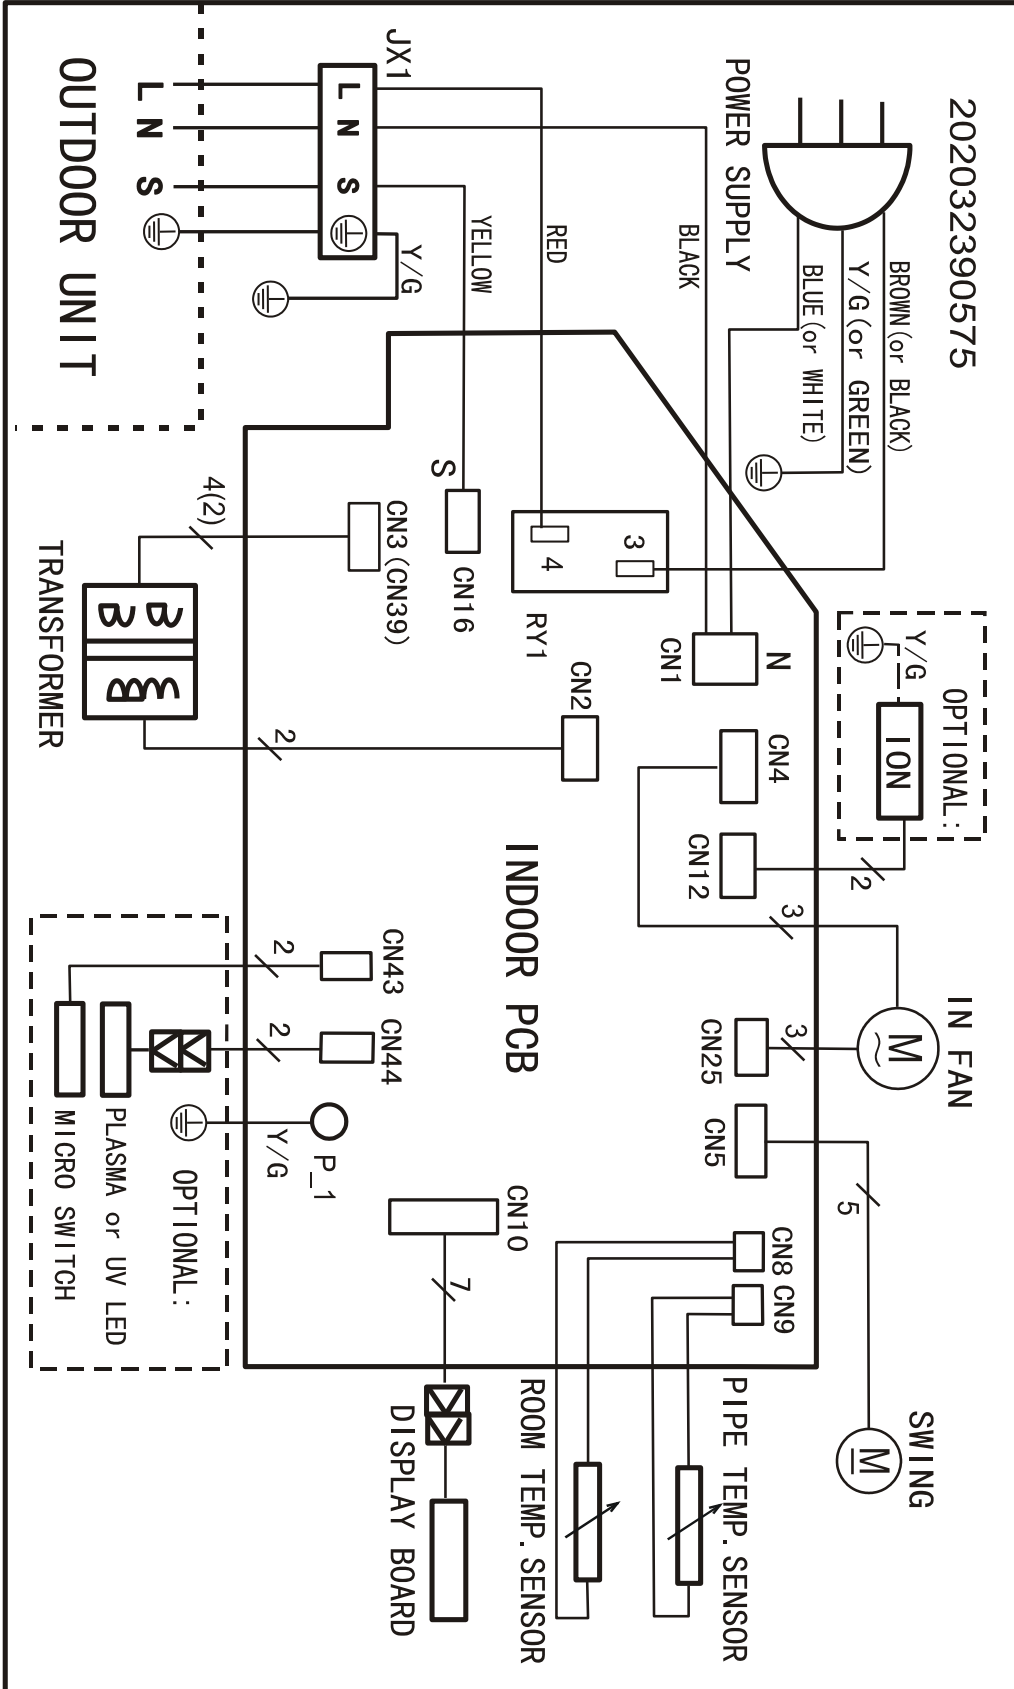 202032390575
POWER SUPPLY
BROWN(or BLACK)
Y/G(or GREEN)
BLUE(or WHITE)
JX1
L
N
S
L
N
S
OUTDOOR UNIT
BLACK
RED
YELLOW
Y/G
S
CN16
3
4
RY1
N
CN1
OPTIONAL:
Y/G
ION
2
CN3(CN39)
4(2)
TRANSFORMER
CN2
2
CN4
CN12
3
IN FAN
M
INDOOR PCB
CN25
3
CN5
5
SWING
M
CN43
2
CN44
2
P_1
Y/G
OPTIONAL:
PLASMA or UV LED
MICRO SWITCH
CN10
7
DISPLAY BOARD
CN8
CN9
ROOM TEMP.SENSOR
PIPE TEMP.SENSOR